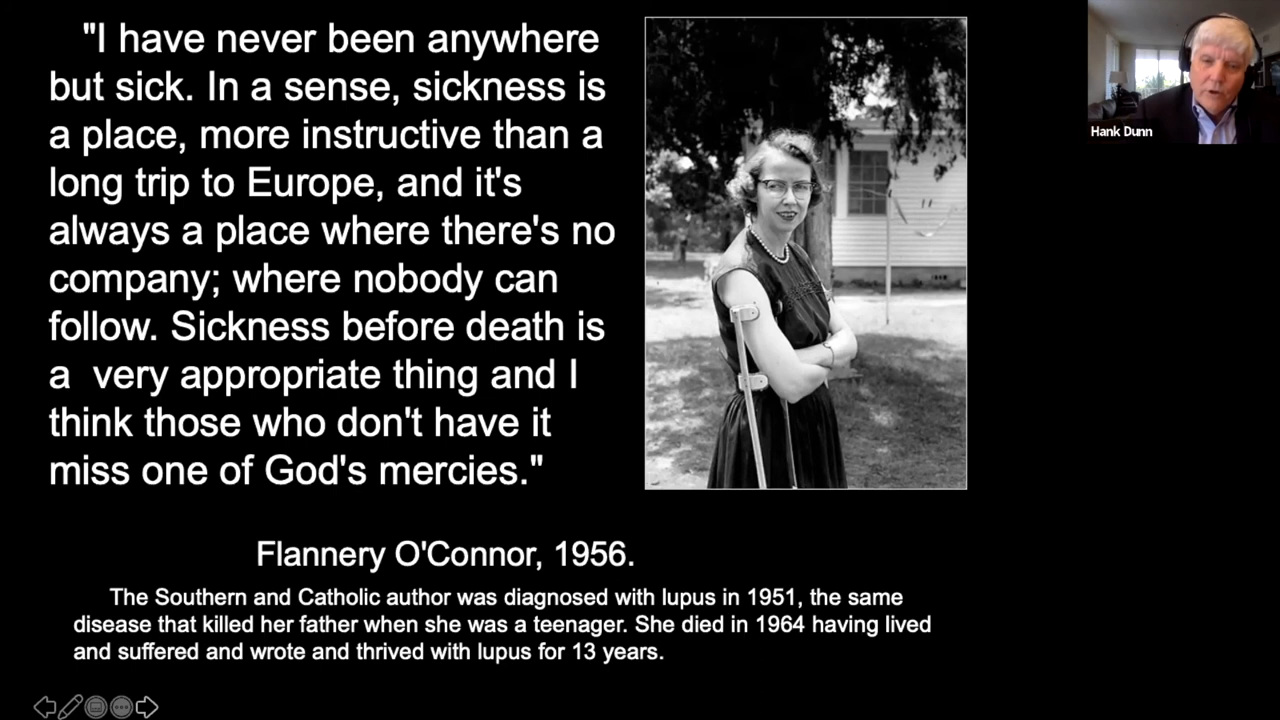 "I have never been anywhere
but sick. In a sense, sickness is
a place, more instructive than a
long trip to Europe, and it's
always a place where there's no
company; where nobody can
follow. Sickness before death is
a  very appropriate thing and I
think those who don't have it
miss one of God's mercies."
Flannery O'Connor, 1956.
The Southern and Catholic author was diagnosed with lupus in 1951, the same
disease that killed her father when she was a teenager. She died in 1964 having lived
and suffered and wrote and thrived with lupus for 13 years.
Hank Dunn